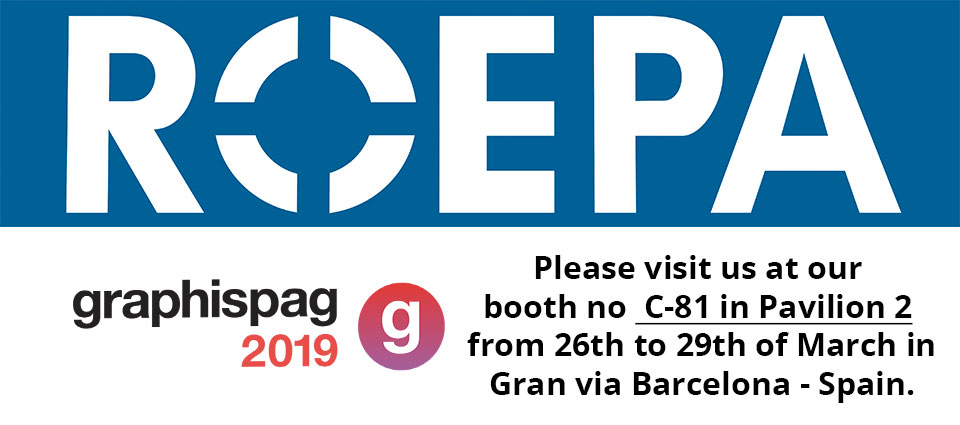 ROEPA
graphispag
2019
g
Please visit us at our
booth no C-81 in Pavilion 2
from 26th to 29th of March in
Gran via Barcelona - Spain.